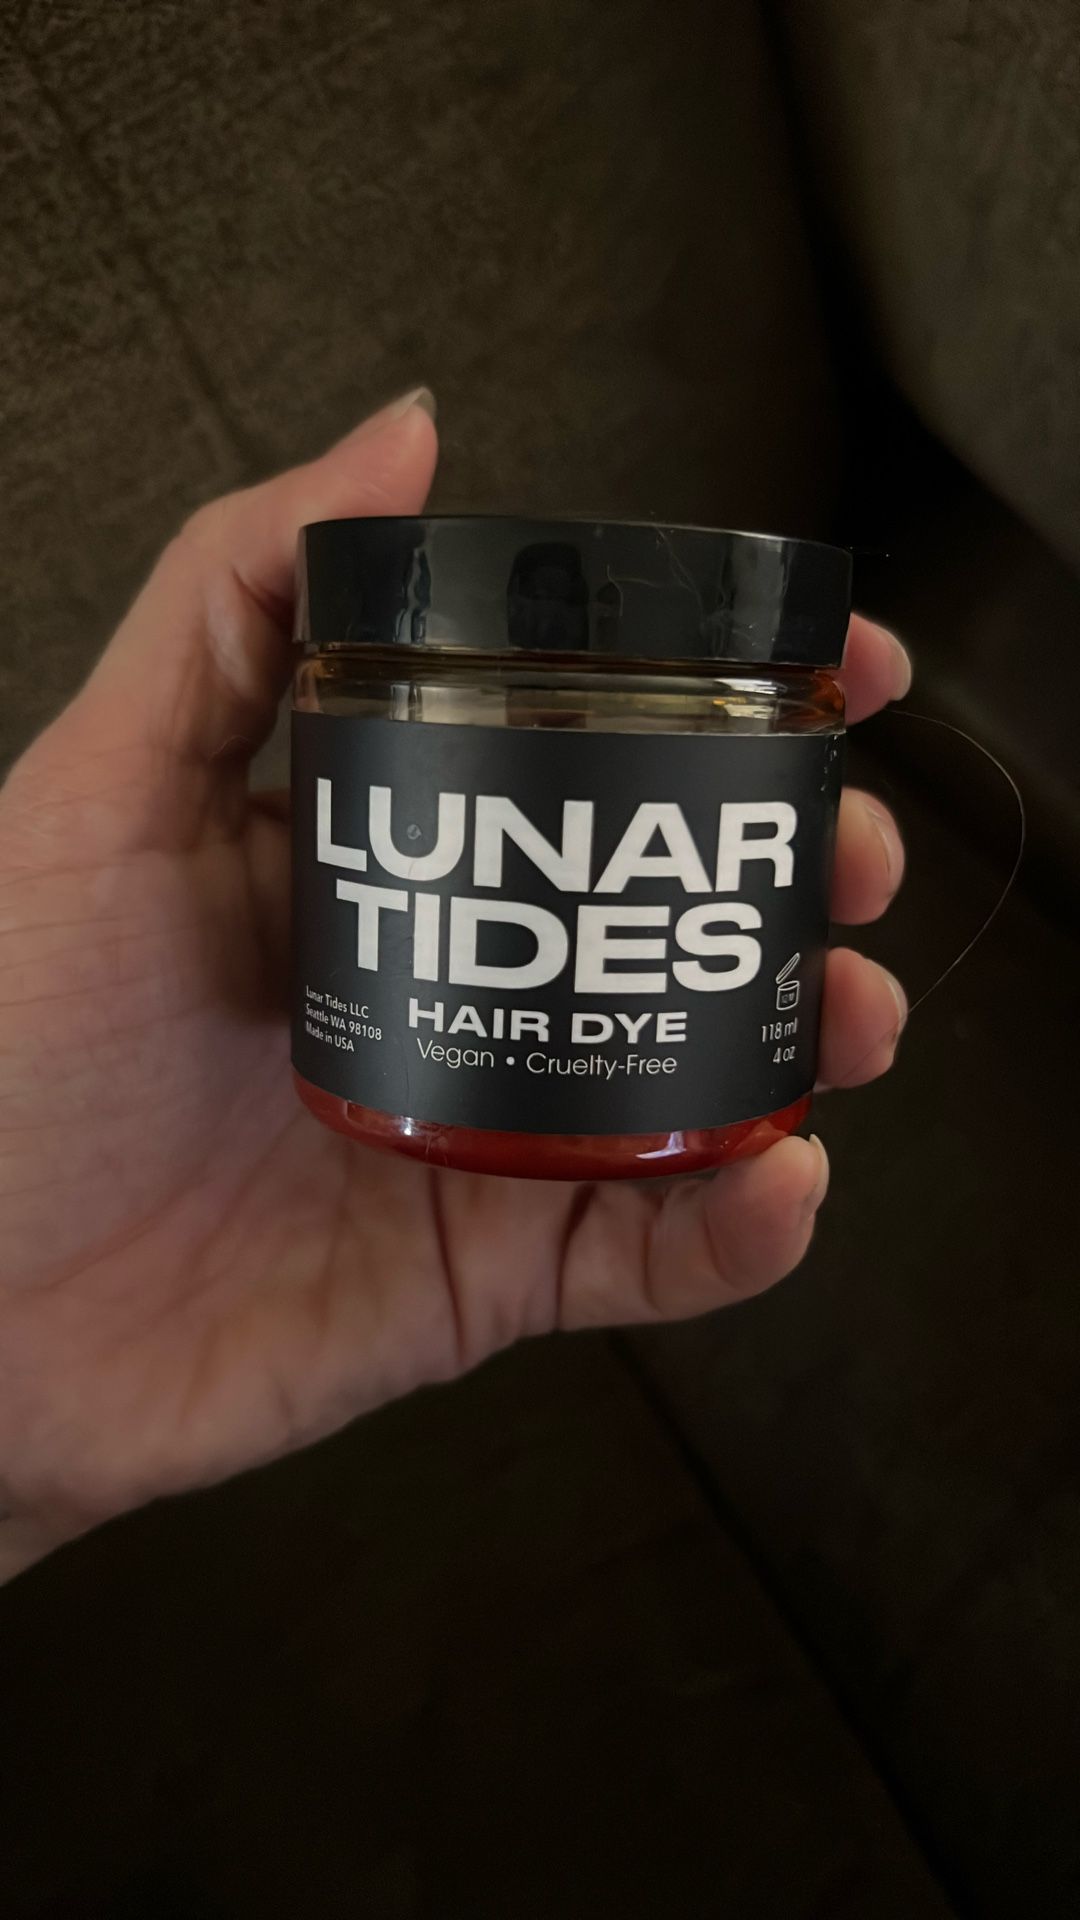 LUNAR
TIDES
HAIR DYE
Vegan • Cruelty-Free
Lunar Tides LLC
Seattle WA 98108
Made in USA
118 ml
4 oz